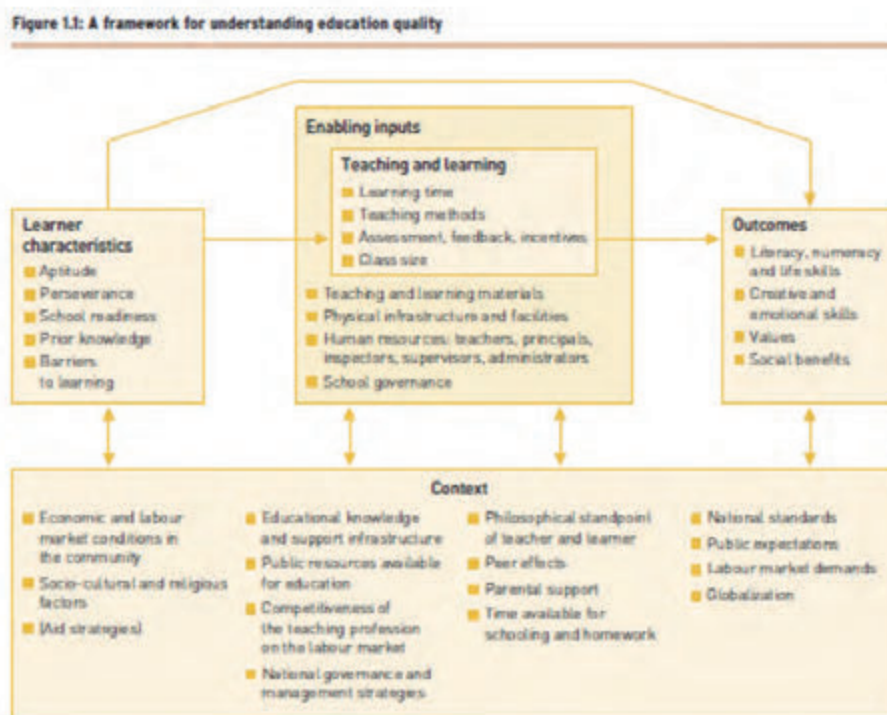 Figure 1.1: A framework for understanding education quality
Enabling inputs
Teaching and learning
Learning time
Teaching methods
Assessment, feedback, incentives
Class size
Teaching and learning materials
Physical infrastructure and facilities
Human resources: teachers, principals,
inspectors, supervisors, administrators
School governance
Learner
characteristics
Aptitude
Perseverance
School readiness
Prior knowledge
Barriers
to learning
Outcomes
Literacy, numeracy
and life skills
Creative and
emotional skills
Values
Social benefits
Context
Economic and labour
market conditions in
the community
Socio-cultural and religious
factors
(Aid strategies)
Educational knowledge
and support infrastructure
Public resources available
for education
Competitiveness of
the teaching profession
on the labour market
National governance and
management strategies
Philosophical standpoint
of teacher and learner
Peer effects
Parental support
Time available for
schooling and homework
National standards
Public expectations
Labour market demands
Globalization